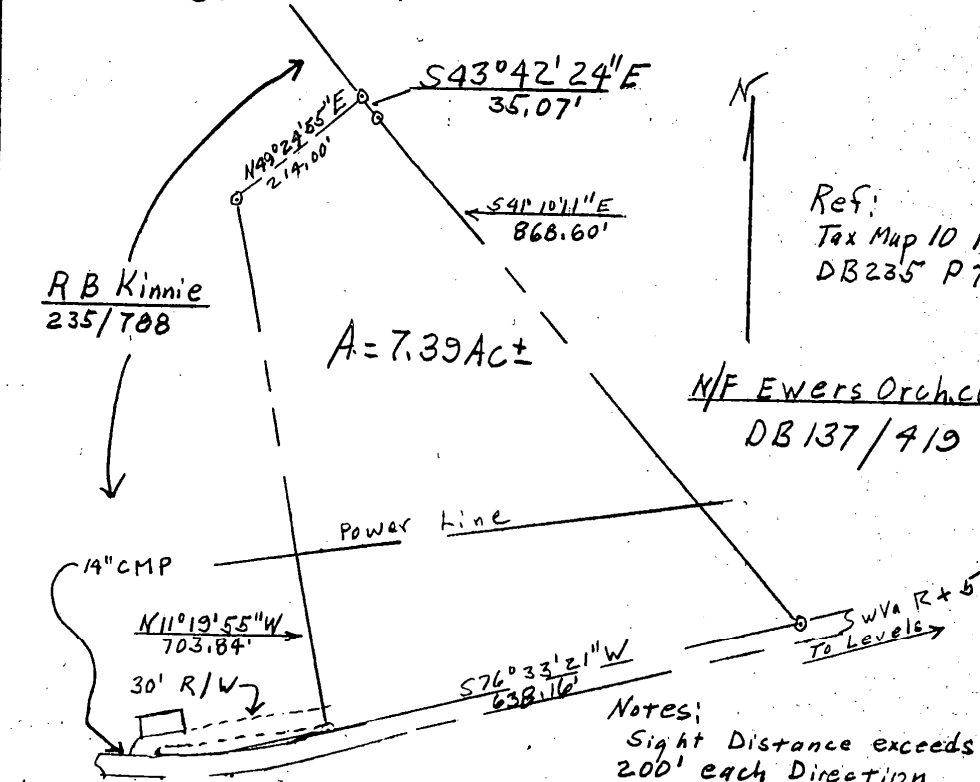 S43°42'24"E
35.07'
N49°24'55"E
214.00'
N
S41°10'11"E
868.60'
Ref:
Tax Map 10
DB235 P
R B Kinnie
235/788
A = 7.39 Ac ±
N/F Ewers Orch.
DB 137/419
Power Line
14" CMP
N11°19'55"W
703.84'
30' R/W
S76°33'21"W
638.16'
WVa Rt 5
To Levels
Notes:
Sight Distance exceeds
200' each Direction